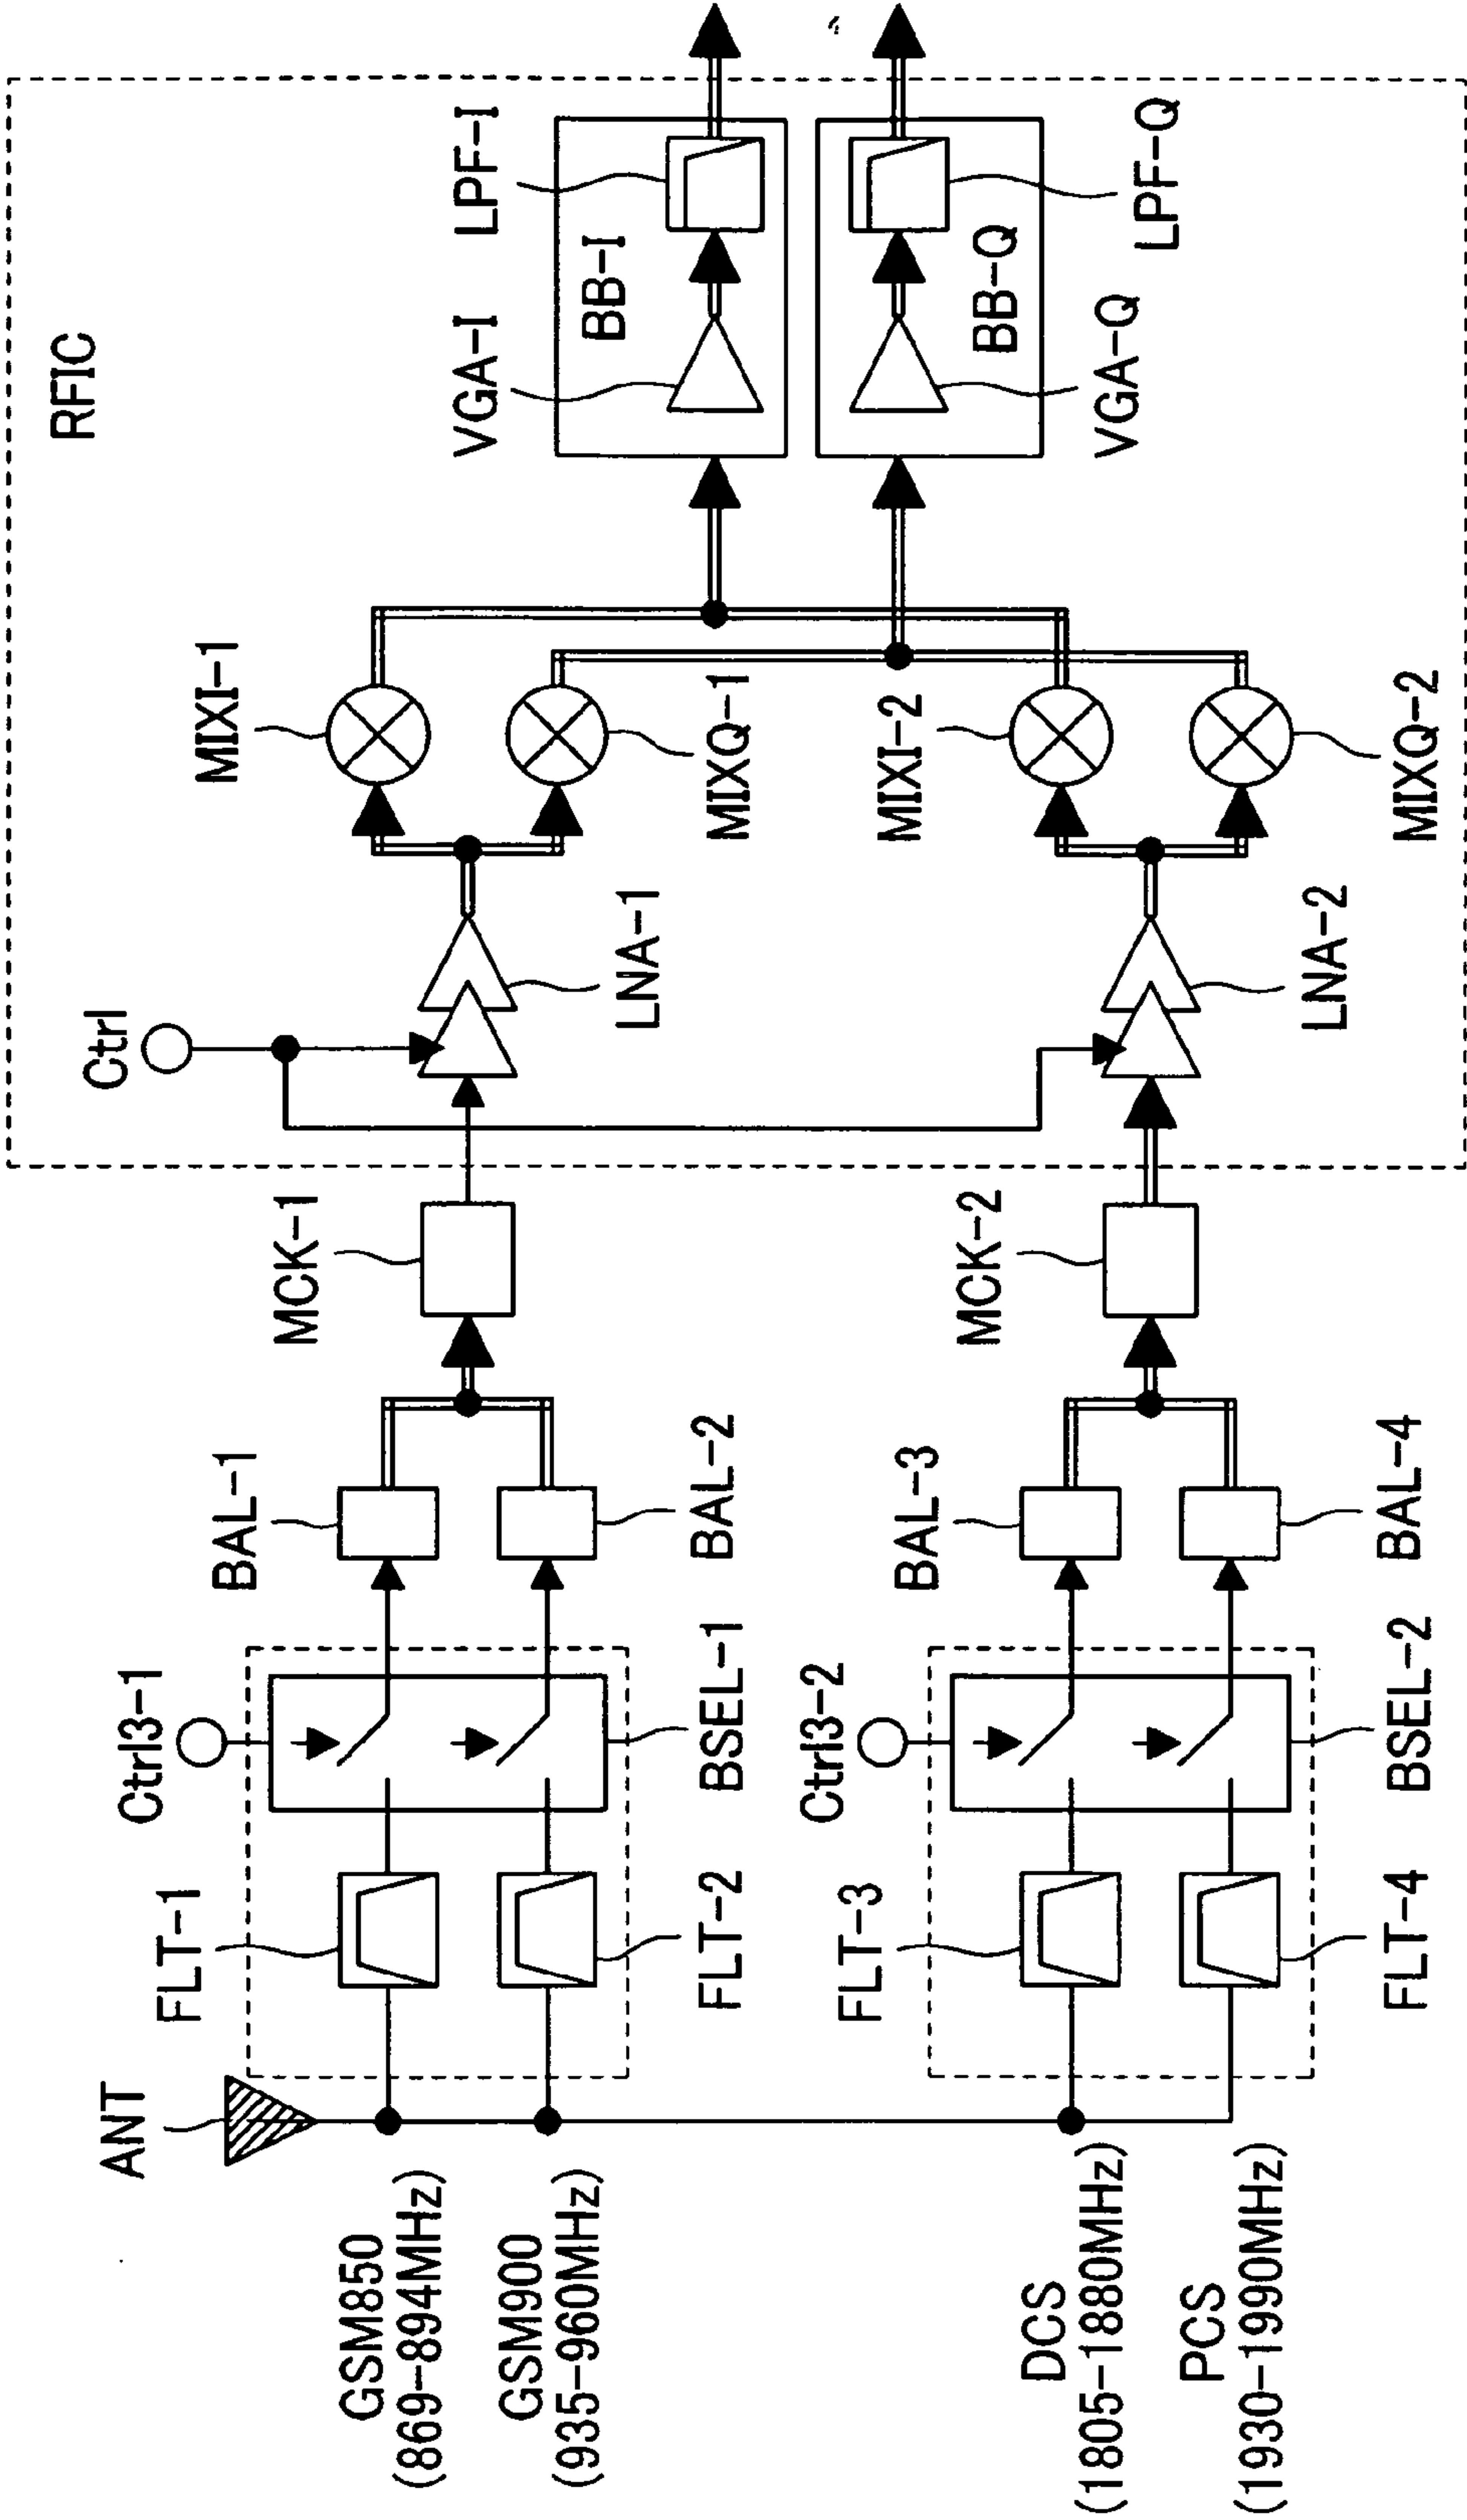 RFIC
LPF-I
BB-I
VGA-I
LPF-Q
BB-Q
VGA-Q
MIXI-1
MIXQ-1
MIXI-2
MIXQ-2
Ctrl
LNA-1
LNA-2
MCK-1
MCK-2
BAL-1
BAL-2
BAL-3
BAL-4
Ctrl3-1
BSEL-1
Ctrl3-2
BSEL-2
FLT-1
FLT-2
FLT-3
FLT-4
ANT
GSM850
(869-894MHz)
GSM900
(935-960MHz)
DCS
(1805-1880MHz)
PCS
(1930-1990MHz)